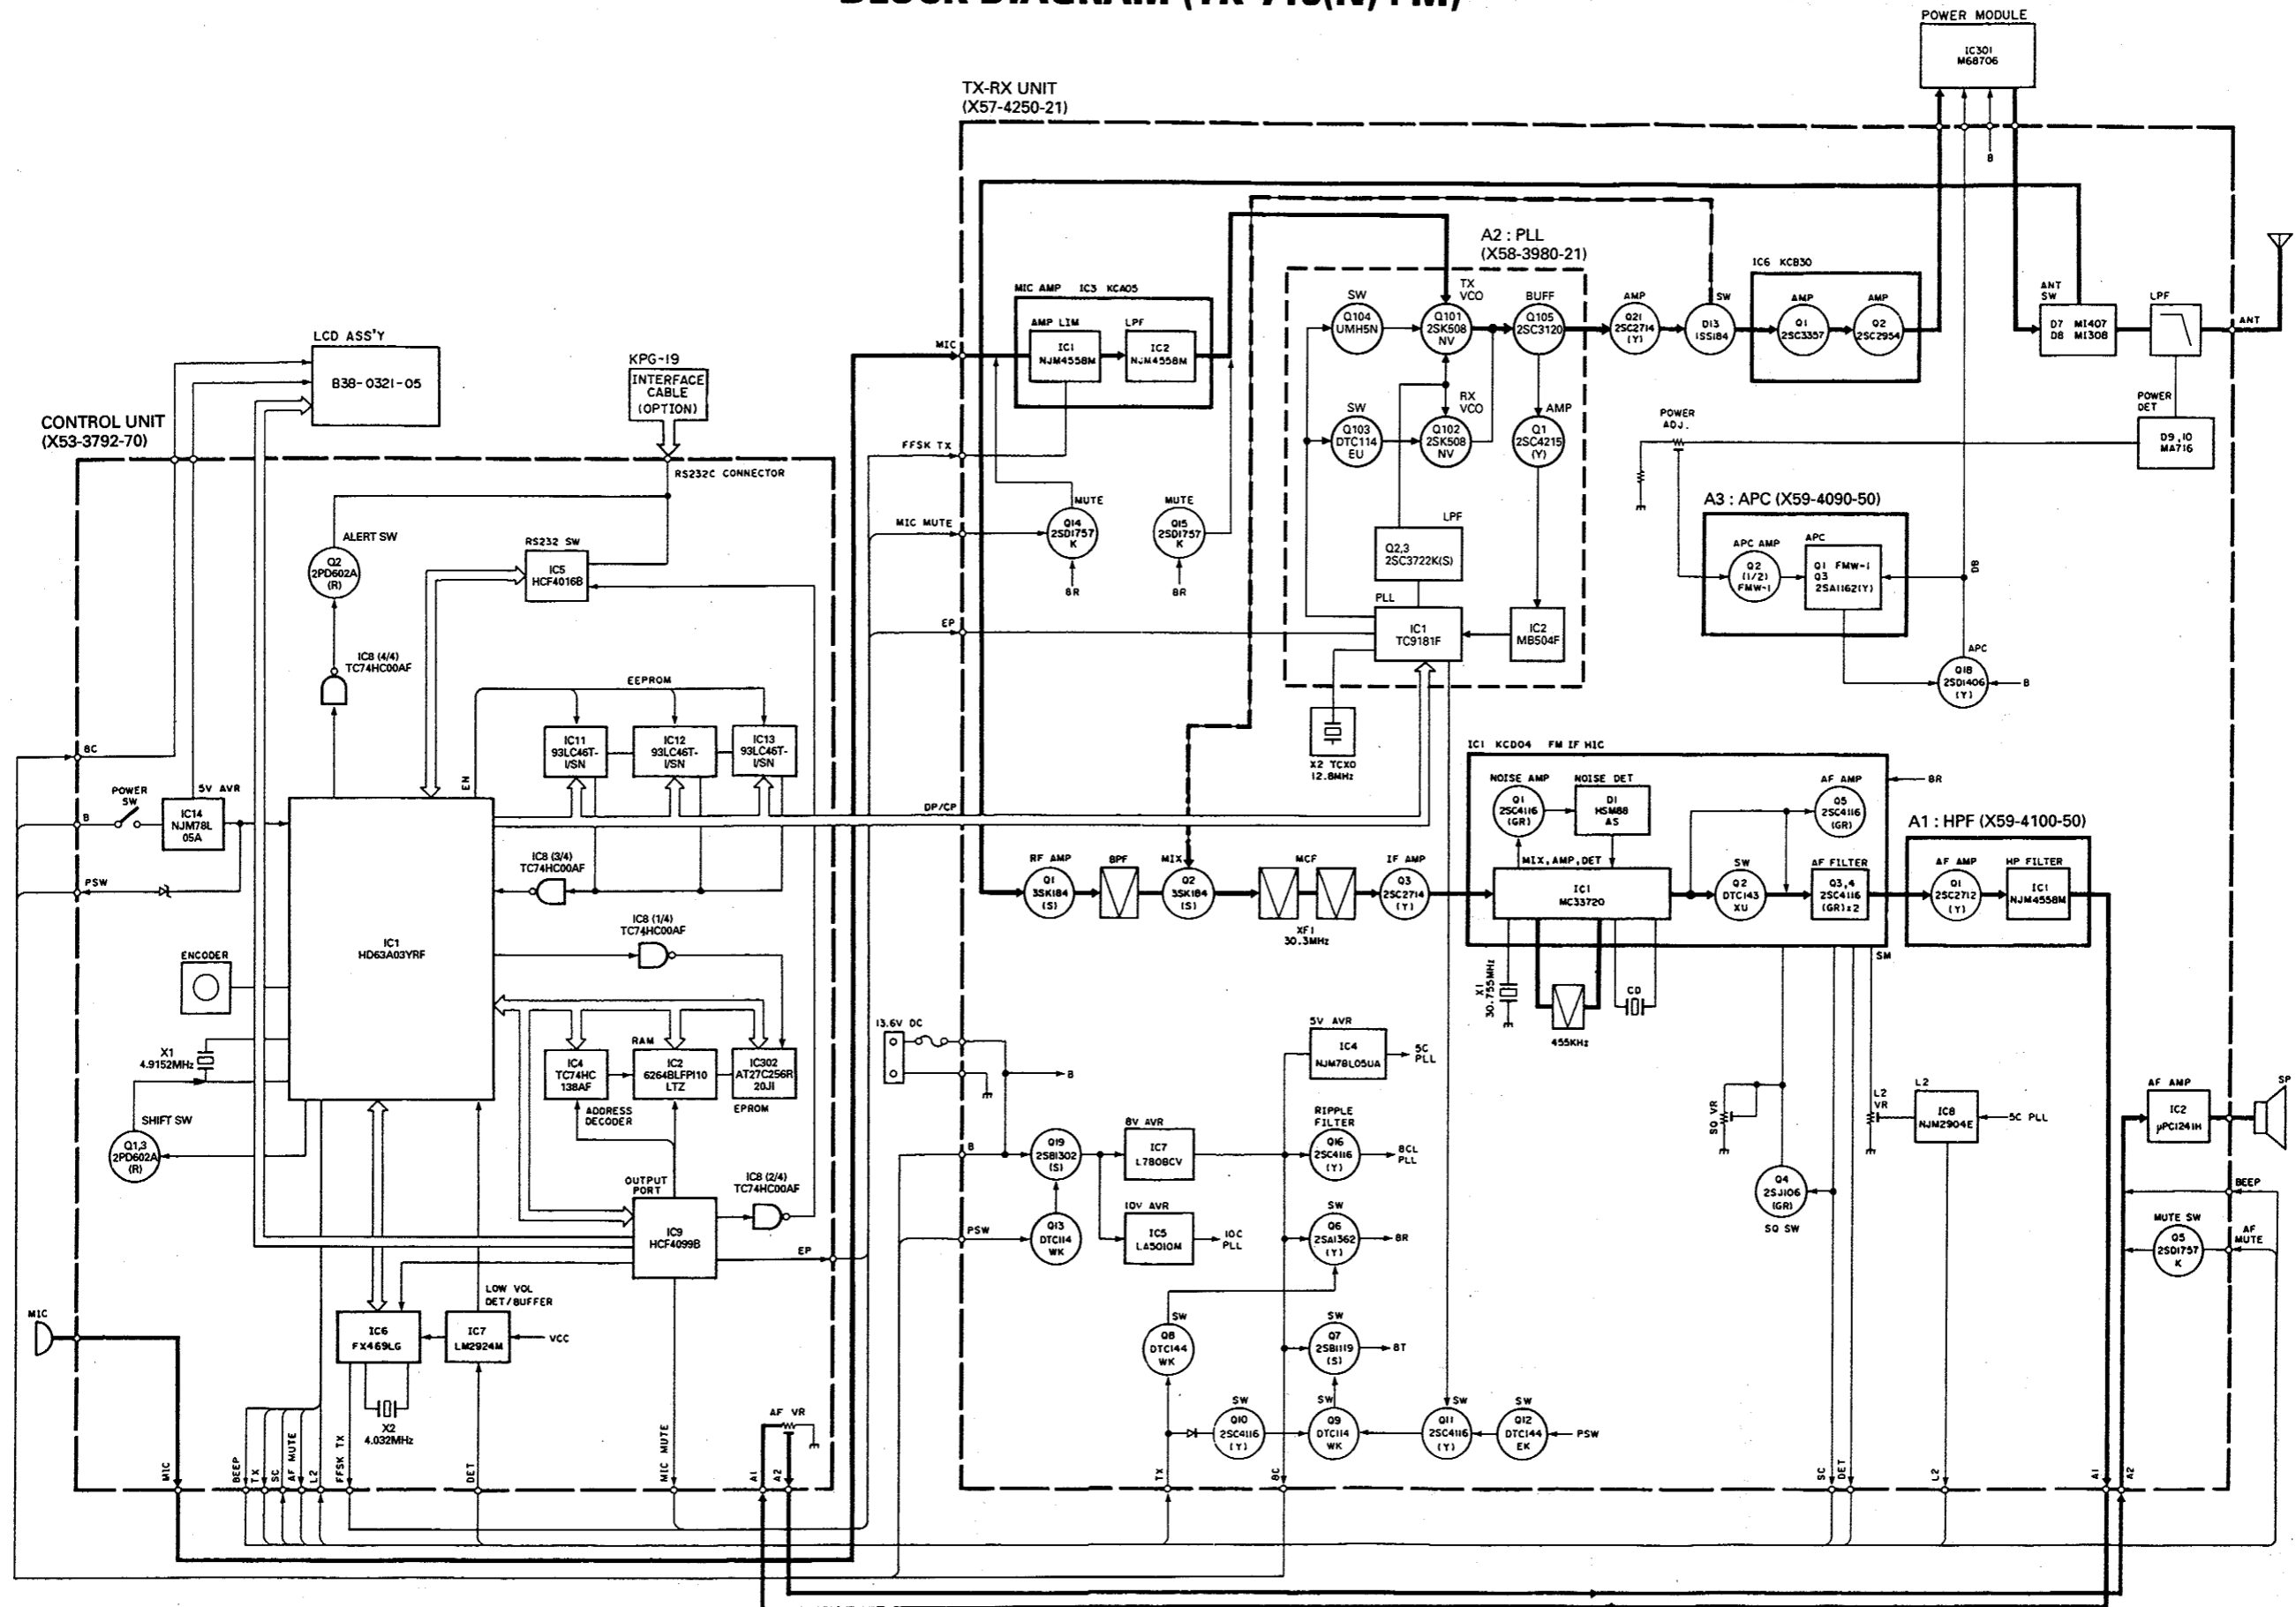 POWER MODULE
IC301
M68706
TX-RX UNIT
(X57-4250-21)
B
A2 : PLL
(X58-3980-21)
IC6 KCB30
MIC AMP IC3 KCA05
AMP LIM
IC1
NJM4558M
LPF
IC2
NJM4558M
MIC
SW
Q104
UMH5N
TX
VCO
Q101
2SK508
NV
BUFF
Q105
2SC3120
AMP
Q21
2SC2714
(Y)
SW
D13
1SS184
AMP
Q1
2SC3357
AMP
Q2
2SC2954
ANT
SW
D7 MI407
D8 MI308
LPF
ANT
SW
Q103
DTC114
EU
RX
VCO
Q102
2SK508
NV
AMP
Q1
2SC4215
(Y)
POWER
ADJ.
POWER
DET
D9,10
MA716
LCD ASS'Y
B38-0321-05
KPG-19
INTERFACE
CABLE
(OPTION)
CONTROL UNIT
(X53-3792-70)
RS232C CONNECTOR
FFSK TX
MIC MUTE
MUTE
Q14
2SD1757
K
8R
MUTE
Q15
2SD1757
K
8R
EP
LPF
Q2,3
2SC3722K(S)
PLL
IC1
TC9181F
IC2
MB504F
X2 TCXO
12.8MHz
A3 : APC (X59-4090-50)
APC AMP
Q2
(1/2)
FMW-1
APC
Q1 FMW-1
Q3
2SA1162(Y)
DB
APC
Q18
2SD1406
(Y)
B
ALERT SW
Q2
2PD602A
(R)
RS232 SW
IC5
HCF4016B
IC8 (4/4)
TC74HC00AF
EEPROM
IC11
93LC46T-
I/SN
IC12
93LC46T-
I/SN
IC13
93LC46T-
I/SN
EN
8C
B
POWER
SW
5V AVR
IC14
NJM78L
05A
PSW
DP/CP
IC8 (3/4)
TC74HC00AF
IC8 (1/4)
TC74HC00AF
IC1
HD63A03YRF
ENCODER
X1
4.9152MHz
SHIFT SW
Q1,3
2PD602A
(R)
RAM
IC4
TC74HC
138AF
IC2
6264BLFP110
LTZ
IC302
AT27C256R
20JI
ADDRESS
DECODER
EPROM
OUTPUT
PORT
IC9
HCF4099B
IC8 (2/4)
TC74HC00AF
EP
LOW VOL
DET/BUFFER
IC6
FX469LG
IC7
LM2924M
VCC
X2
4.032MHz
MIC
AF VR
MIC
BEEP
TX
SC
AF MUTE
L2
FFSK TX
DET
MIC MUTE
A1
A2
IC1 KCD04 FM IF HIC
NOISE AMP
Q1
2SC4116
(GR)
NOISE DET
D1
HSM88
AS
AF AMP
Q5
2SC4116
(GR)
8R
A1 : HPF (X59-4100-50)
RF AMP
Q1
3SK184
(S)
BPF
MIX
Q2
3SK184
(S)
MCF
XF1
30.3MHz
IF AMP
Q3
2SC2714
(Y)
MIX, AMP, DET
IC1
MC33720
SW
Q2
DTC143
XU
AF FILTER
Q3,4
2SC4116
(GR)x2
AF AMP
Q1
2SC2712
(Y)
HP FILTER
IC1
NJM4558M
X1
30.755MHz
455KHz
CD
SM
13.6V DC
B
5V AVR
IC4
NJM78L05UA
5C
PLL
B
Q19
2SB1302
(S)
8V AVR
IC7
L7808CV
RIPPLE
FILTER
Q16
2SC4116
(Y)
8CL
PLL
PSW
Q13
DTC114
WK
10V AVR
IC5
LA5010M
10C
PLL
SW
Q6
2SA1362
(Y)
8R
SW
Q8
DTC144
WK
SW
Q7
2SB1119
(S)
8T
SW
Q10
2SC4116
(Y)
SW
Q9
DTC114
WK
SW
Q11
2SC4116
(Y)
SW
Q12
DTC144
EK
PSW
SQ VR
Q4
2SJ106
(GR)
SQ SW
L2
VR
L2
IC8
NJM2904E
5C PLL
AF AMP
IC2
µPC1241H
SP
BEEP
MUTE SW
Q5
2SD1757
K
AF
MUTE
TX
8C
SC
DET
L2
A1
A2